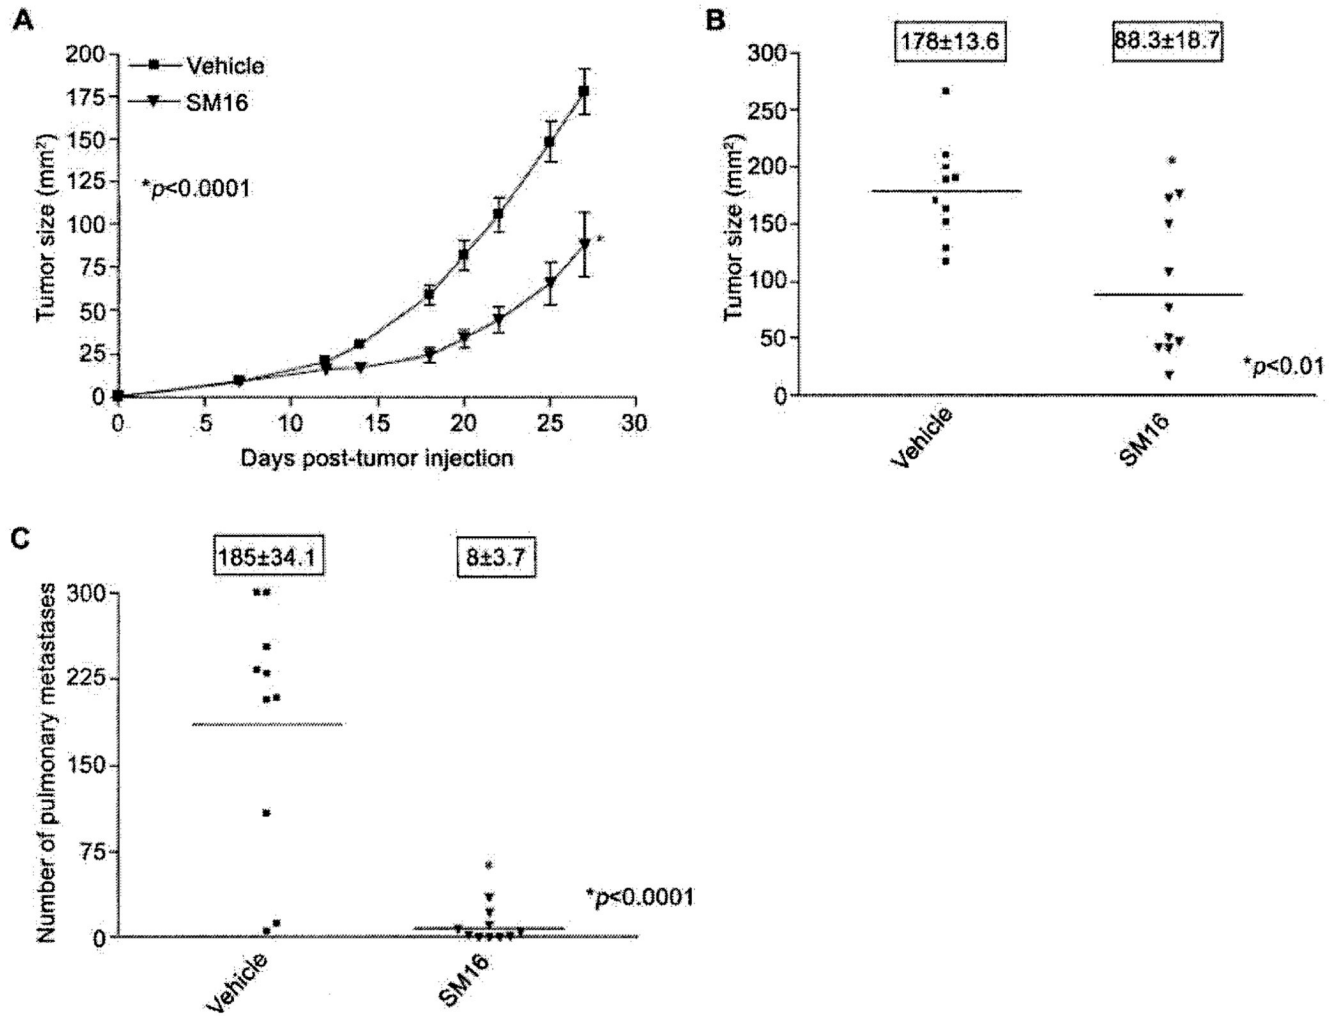 A
200
175
150
125
100
75
50
25
0
Tumor size (mm²)
Vehicle
SM16
*p<0.0001
*
0 5 10 15 20 25 30
Days post-tumor injection
B
178±13.6 88.3±18.7
300
250
200
150
100
50
0
Tumor size (mm²)
*
*p<0.01
Vehicle SM16
C
185±34.1 8±3.7
300
225
150
75
0
Number of pulmonary metastases
*
*p<0.0001
Vehicle SM16